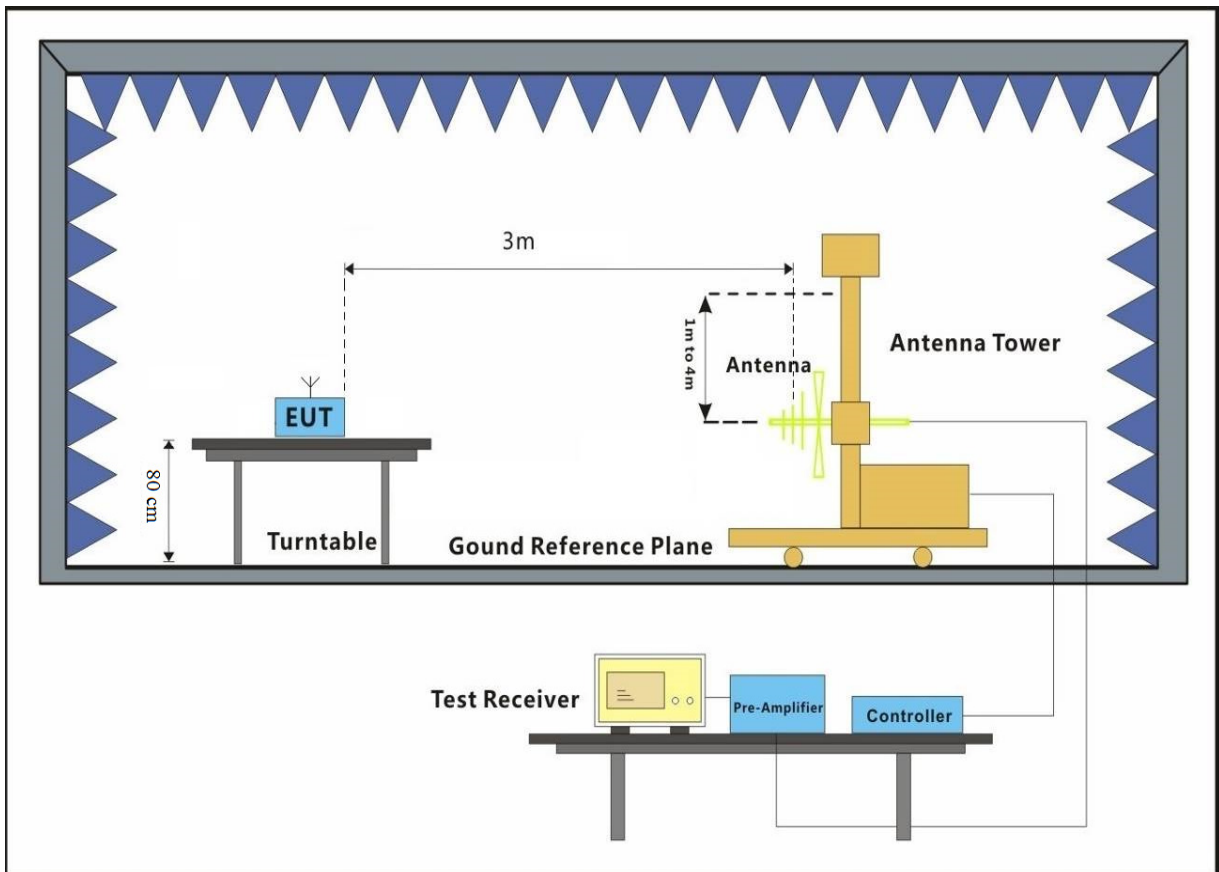 3m
1m to 4m
Antenna
Antenna Tower
EUT
80 cm
Turntable
Gound Reference Plane
Test Receiver
Pre-Amplifier
Controller